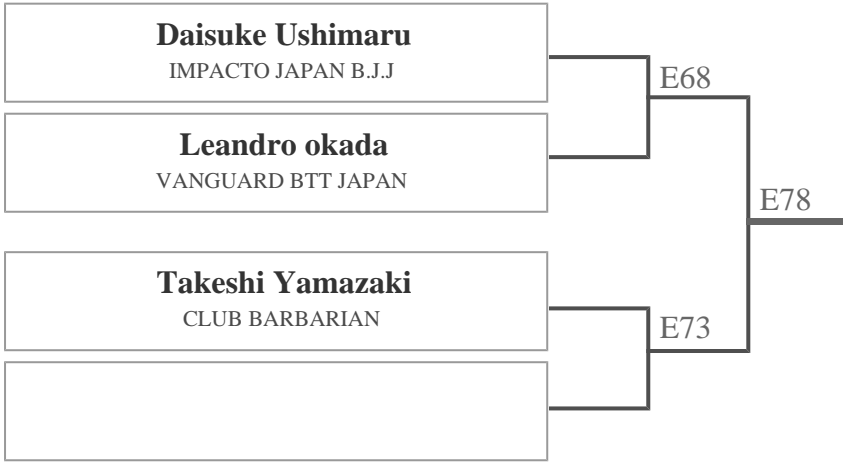 Daisuke Ushimaru
IMPACTO JAPAN B.J.J
E68
Leandro okada
VANGUARD BTT JAPAN
E78
Takeshi Yamazaki
CLUB BARBARIAN
E73